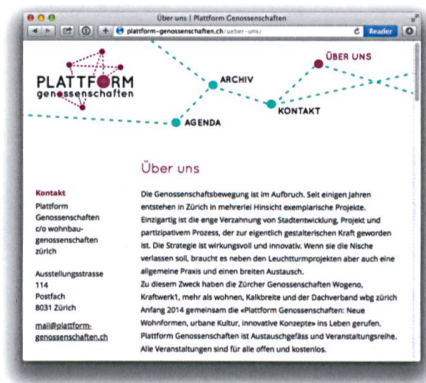 Über uns | Plattform Genossenschaften
plattform-genossenschaften.ch/ueber-uns/
Reader
PLATTFORM
genossenschaften
ARCHIV
AGENDA
KONTAKT
ÜBER UNS
Über uns
Kontakt
Plattform
Genossenschaften
c/o wohnbau-
genossenschaften
zürich
Ausstellungsstrasse
114
Postfach
8031 Zürich
mail@plattform-
genossenschaften.ch
Die Genossenschaftsbewegung ist im Aufbruch. Seit einigen Jahren
entstehen in Zürich in mehrerlei Hinsicht exemplarische Projekte.
Einzigartig ist die enge Verzahnung von Stadtentwicklung, Projekt und
partizipativem Prozess, der zur eigentlich gestalterischen Kraft geworden
ist. Die Strategie ist wirkungsvoll und innovativ. Wenn sie die Nische
verlassen soll, braucht es neben den Leuchtturmprojekten aber auch eine
allgemeine Praxis und einen breiten Austausch.
Zu diesem Zweck haben die Zürcher Genossenschaften Wogeno,
Kraftwerk1, mehr als wohnen, Kalkbreite und der Dachverband wbg zürich
Anfang 2014 gemeinsam die «Plattform Genossenschaften: Neue
Wohnformen, urbane Kultur, innovative Konzepte» ins Leben gerufen.
Plattform Genossenschaften ist Austauschgefäss und Veranstaltungsreihe.
Alle Veranstaltungen sind für alle offen und kostenlos.